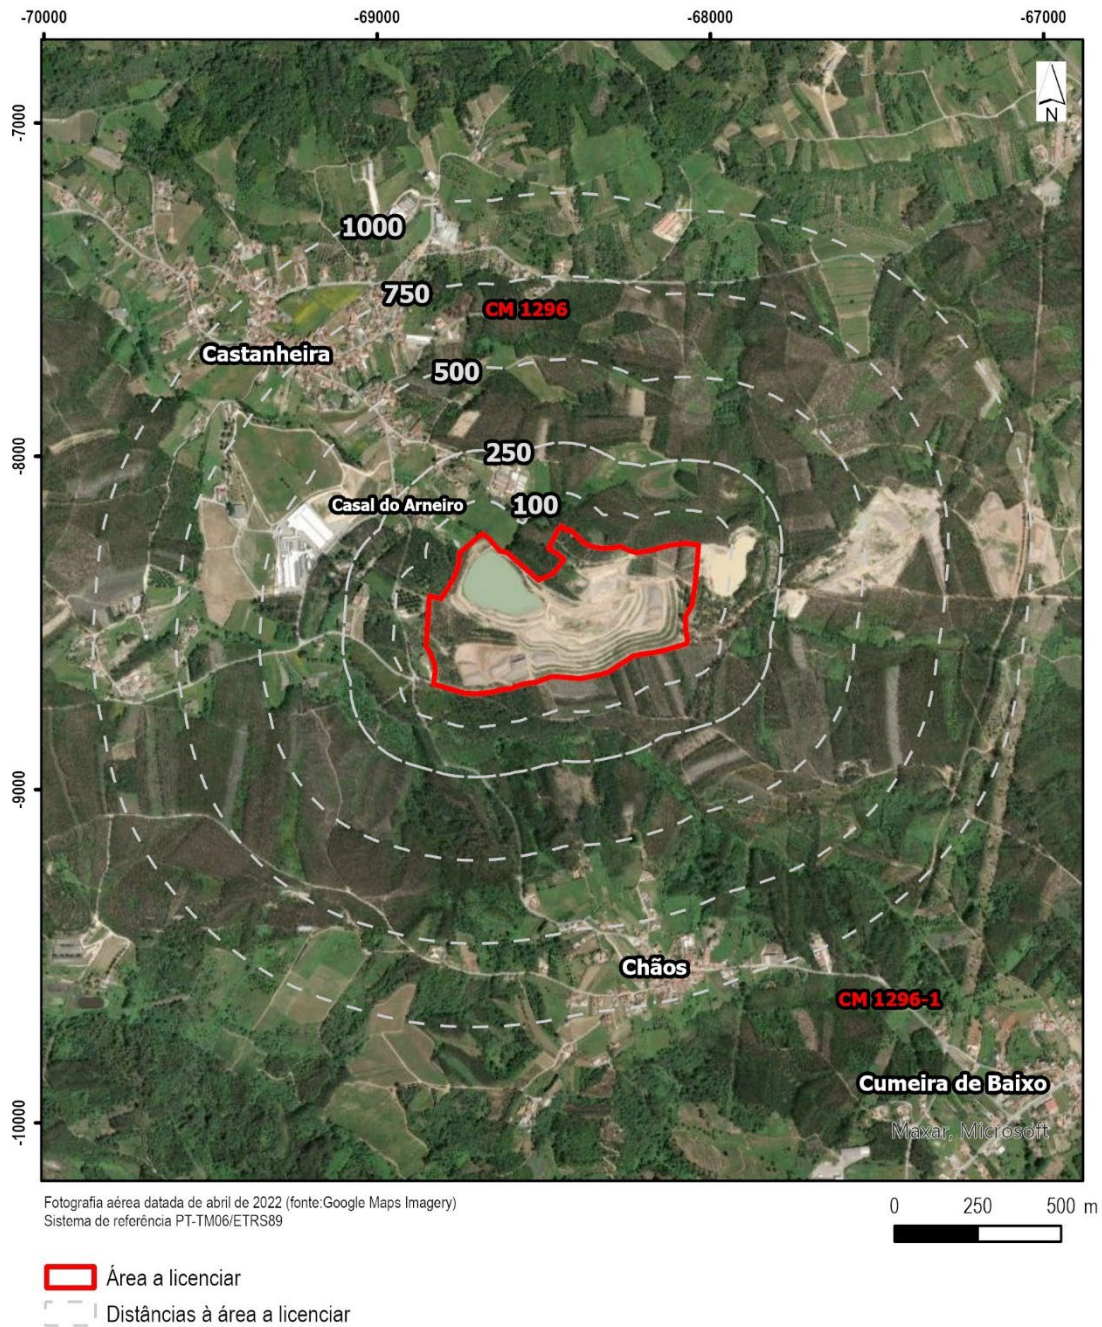 -70000
-69000
-68000
-67000
-7000
-8000
-9000
-10000
N
1000
750
CM 1296
Castanheira
500
250
Casal do Arneiro
100
Chãos
CM 1296-1
Cumeira de Baixo
Maxar, Microsoft
Fotografia aérea datada de abril de 2022 (fonte:Google Maps Imagery)
Sistema de referência PT-TM06/ETRS89
0 250 500 m
Área a licenciar
Distâncias à área a licenciar